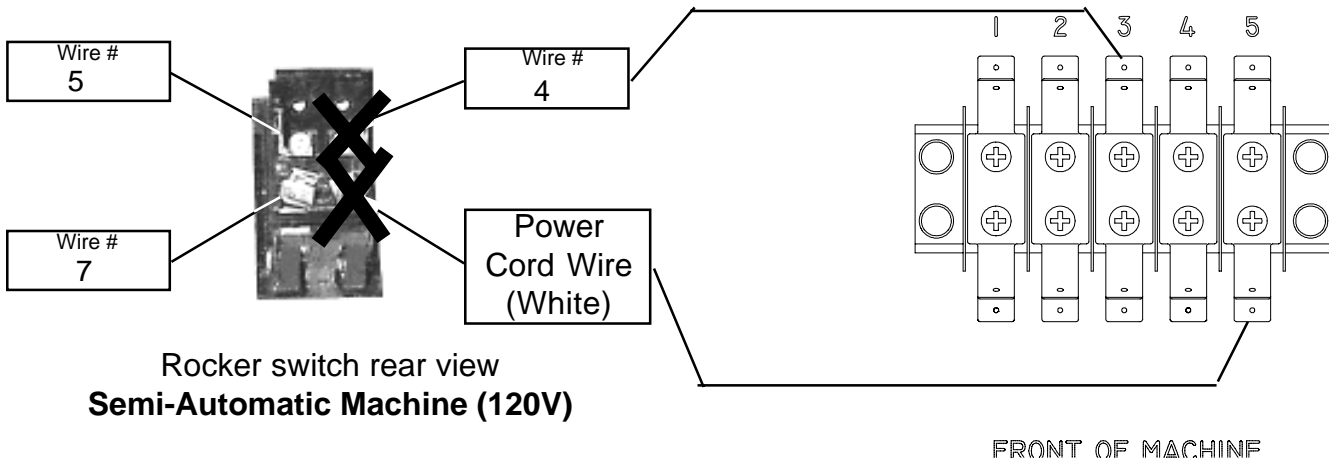 Wire #
5
Wire #
4
1 2 3 4 5
Wire #
7
Power
Cord Wire
(White)
Rocker switch rear view
Semi-Automatic Machine (120V)
FRONT OF MACHINE